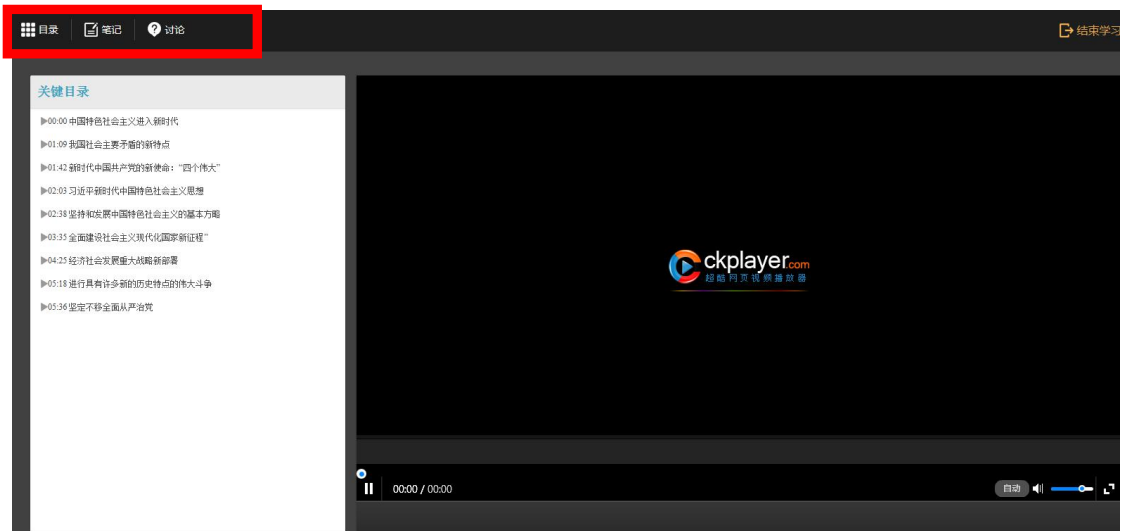 目录 笔记 讨论 结束学习
关键目录
00:00 中国特色社会主义进入新时代
01:09 我国社会主要矛盾的新特点
01:42 新时代中国共产党的新使命：“四个伟大”
02:03 习近平新时代中国特色社会主义思想
02:38 坚持和发展中国特色社会主义的基本方略
03:35 全面建设社会主义现代化国家新征程”
04:25 经济社会发展重大战略新部署
05:18 进行具有许多新的历史特点的伟大斗争
05:36 坚定不移全面从严治党
ckplayer.com
超酷网页视频播放器
00:00 / 00:00 自动